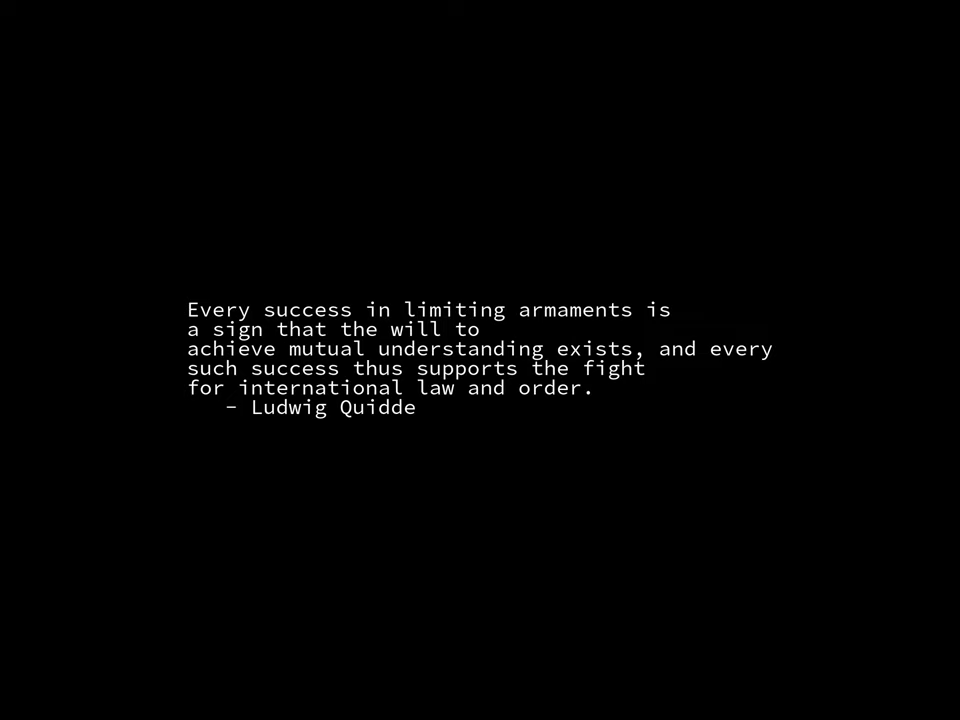 Every success in limiting armaments is
a sign that the will to
achieve mutual understanding exists, and every
such success thus supports the fight
for international law and order.
– Ludwig Quidde